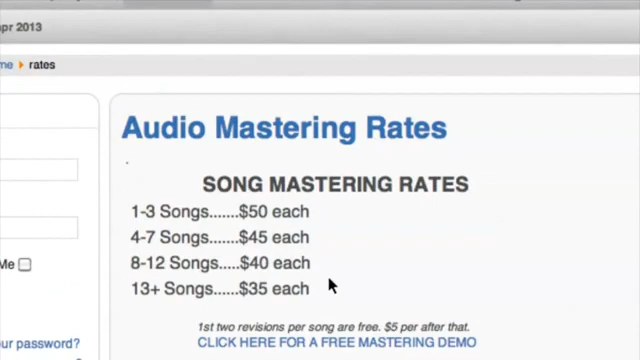 apr 2013
me rates
Audio Mastering Rates
SONG MASTERING RATES
1-3 Songs.......$50 each
4-7 Songs.......$45 each
8-12 Songs.....$40 each
13+ Songs......$35 each
Me
1st two revisions per song are free. $5 per after that.
our password?
CLICK HERE FOR A FREE MASTERING DEMO